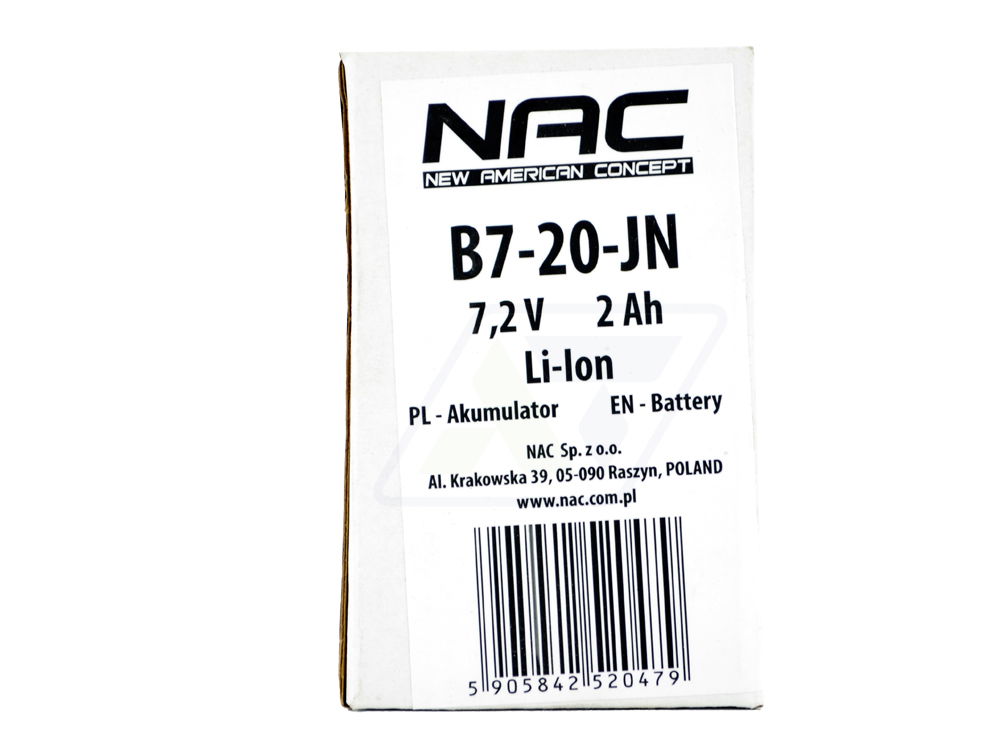 NAC
NEW AMERICAN CONCEPT
B7-20-JN
7,2 V 2 Ah
Li-Ion
PL - Akumulator EN - Battery
NAC Sp. z o.o.
Al. Krakowska 39, 05-090 Raszyn, POLAND
www.nac.com.pl
5 905842 520479